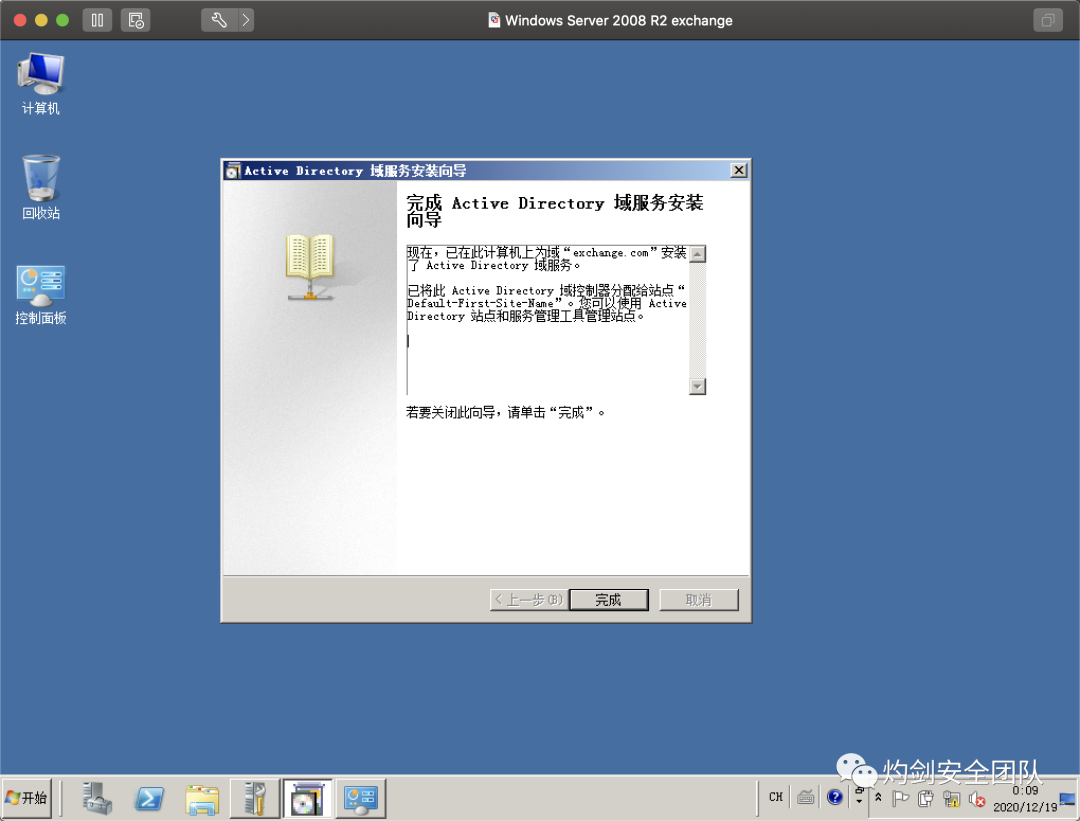 Windows Server 2008 R2 exchange
计算机
回收站
控制面板
Active Directory 域服务安装向导
完成 Active Directory 域服务安装
向导
现在，已在此计算机上为域“exchange.com”安装
了 Active Directory 域服务。
已将此 Active Directory 域控制器分配给站点“
Default-First-Site-Name”。您可以使用 Active
Directory 站点和服务管理工具管理站点。
若要关闭此向导，请单击“完成”。
<上一步(B)
完成
取消
灼剑安全团队
开始
CH
0:09
2020/12/19